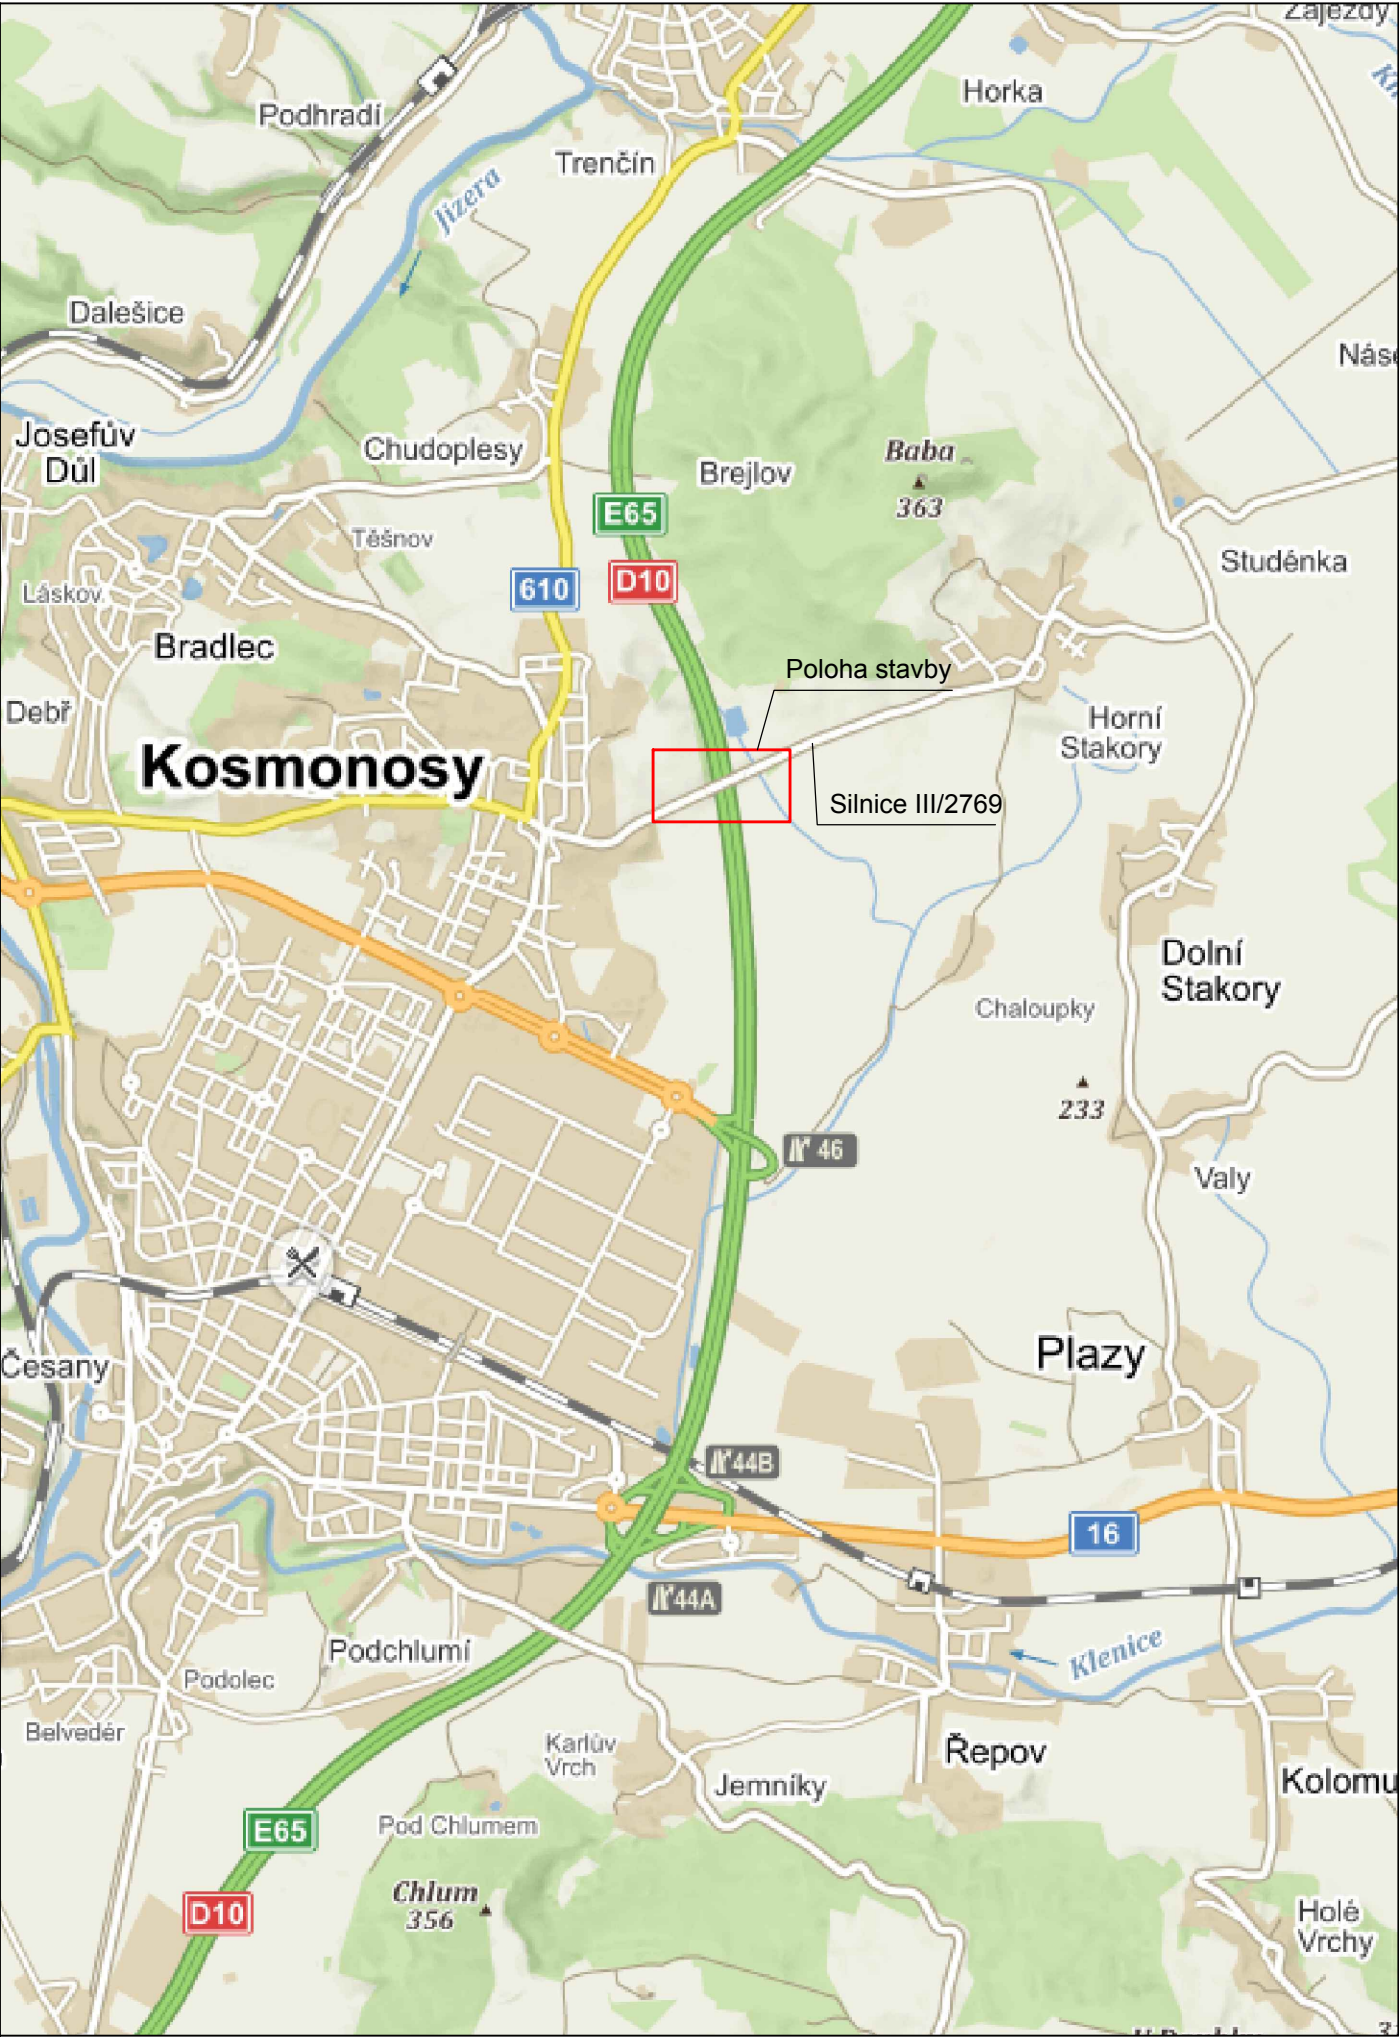 Zájezdy
Horka
Podhradí
Trenčín
Jizera
Dalešice
Josefův
Důl
Chudoplesy
Brejlov
Baba
363
E65
Těšnov
Studénka
610
D10
Láskov
Bradlec
Poloha stavby
Debř
Horní
Stakory
Kosmonosy
Silnice III/2769
Dolní
Stakory
Chaloupky
233
46
Valy
Česany
Plazy
44B
16
44A
Podchlumí
Klenice
Podolec
Belvedér
Karlův
Vrch
Řepov
Jemníky
Kolomu
E65
Pod Chlumem
Chlum
356
D10
Holé
Vrchy